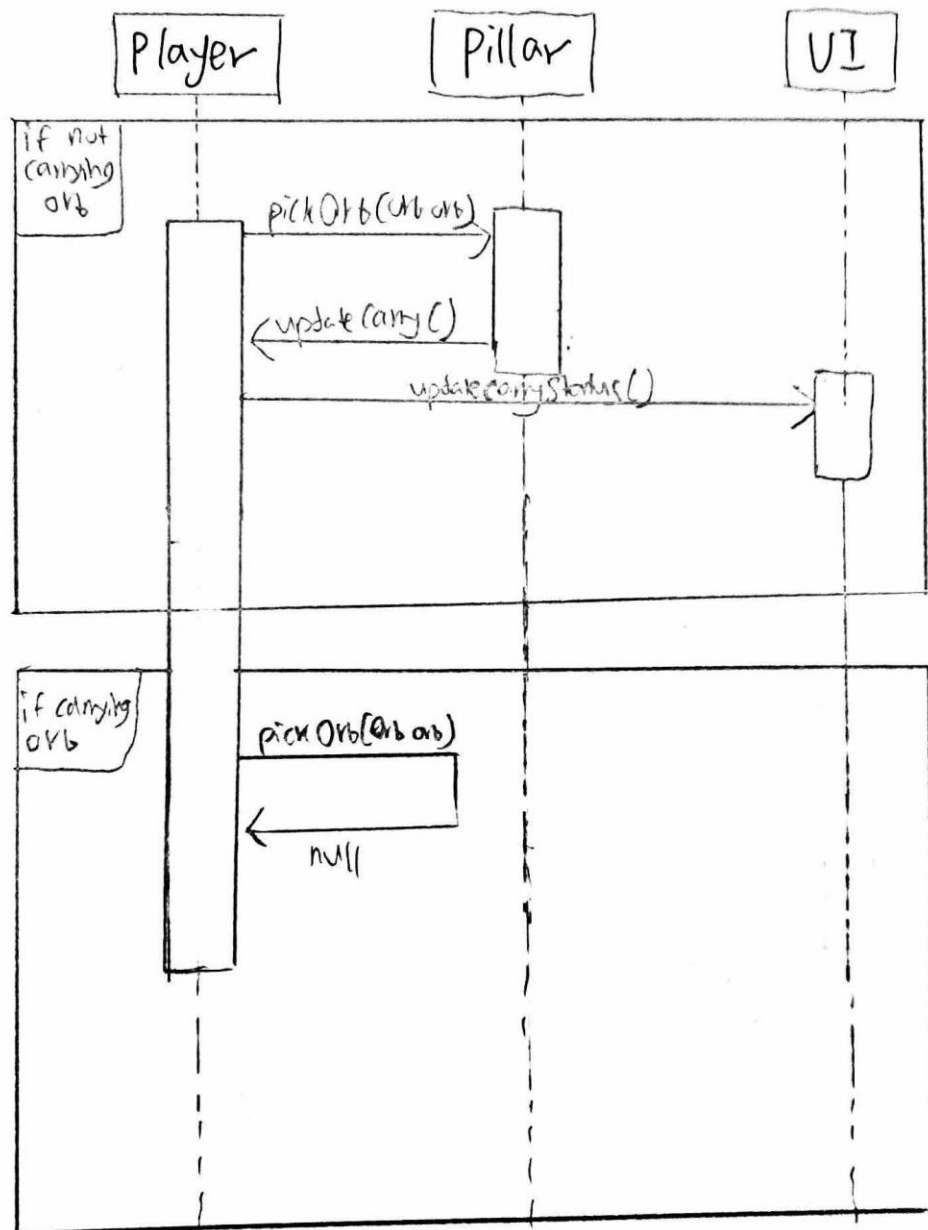 Player
Pillar
UI
if not
carrying
orb
pickOrb(Orb orb)
updateCarry()
updateCarryStatus()
if carrying
orb
pickOrb(Orb orb)
null